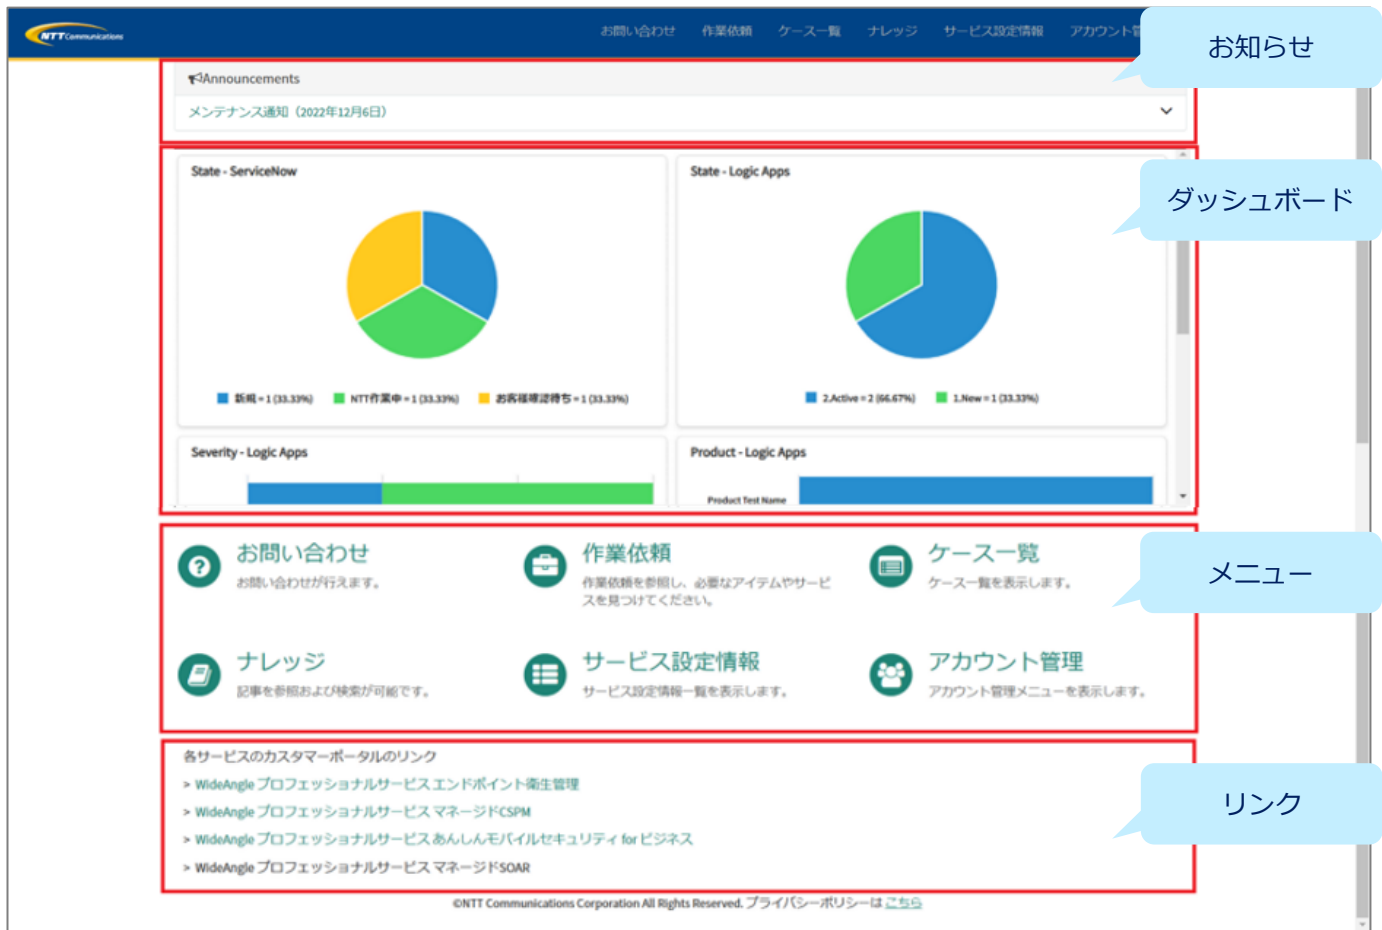 NTT Communications
お問い合わせ 作業依頼 ケース一覧 ナレッジ サービス設定情報 アカウント管
お知らせ
Announcements
メンテナンス通知（2022年12月6日）
ダッシュボード
State - ServiceNow
新規 = 1 (33.33%) NTT作業中 = 1 (33.33%) お客様確認待ち = 1 (33.33%)
State - Logic Apps
2.Active = 2 (66.67%) 1.New = 1 (33.33%)
Severity - Logic Apps
Product - Logic Apps
Product Test Name
メニュー
お問い合わせ
お問い合わせが行えます。
作業依頼
作業依頼を参照し、必要なアイテムやサービ
スを見つけてください。
ケース一覧
ケース一覧を表示します。
ナレッジ
記事を参照および検索が可能です。
サービス設定情報
サービス設定情報一覧を表示します。
アカウント管理
アカウント管理メニューを表示します。
リンク
各サービスのカスタマーポータルのリンク
> WideAngle プロフェッショナルサービス エンドポイント衛生管理
> WideAngle プロフェッショナルサービス マネージドCSPM
> WideAngle プロフェッショナルサービス あんしんモバイルセキュリティ for ビジネス
> WideAngle プロフェッショナルサービス マネージドSOAR
©NTT Communications Corporation All Rights Reserved. プライバシーポリシーは こちら